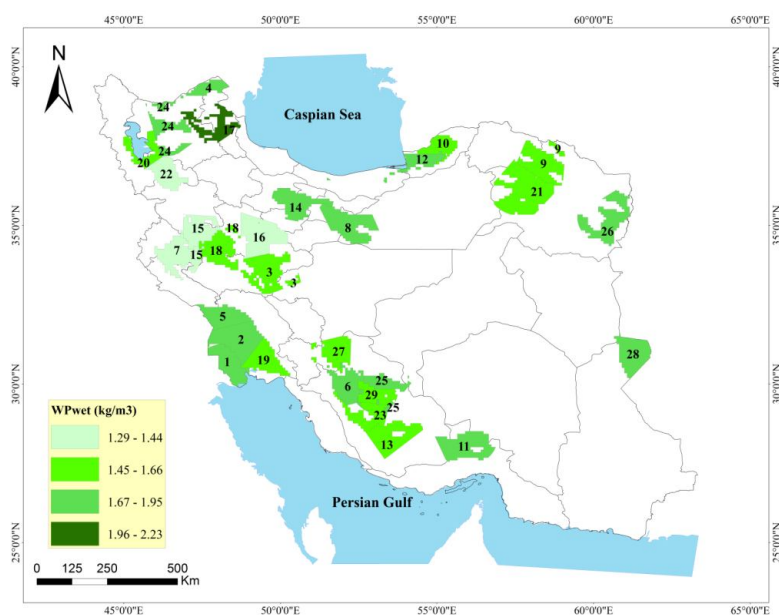 45°0'0"E 50°0'0"E 55°0'0"E 60°0'0"E 65°0'0"E
40°0'0"N
35°0'0"N
30°0'0"N
25°0'0"N
N
Caspian Sea
4
24
24
17
24
20
22
10
12
9
9
21
14
8
26
15
18
16
7
15
18
3
3
5
2
1
19
27
28
6
25
29
25
23
13
11
Persian Gulf
WPwet (kg/m3)
1.29 - 1.44
1.45 - 1.66
1.67 - 1.95
1.96 - 2.23
0 125 250 500
Km
40°0'0"N
35°0'0"N
30°0'0"N
25°0'0"N
45°0'0"E 50°0'0"E 55°0'0"E 60°0'0"E 65°0'0"E